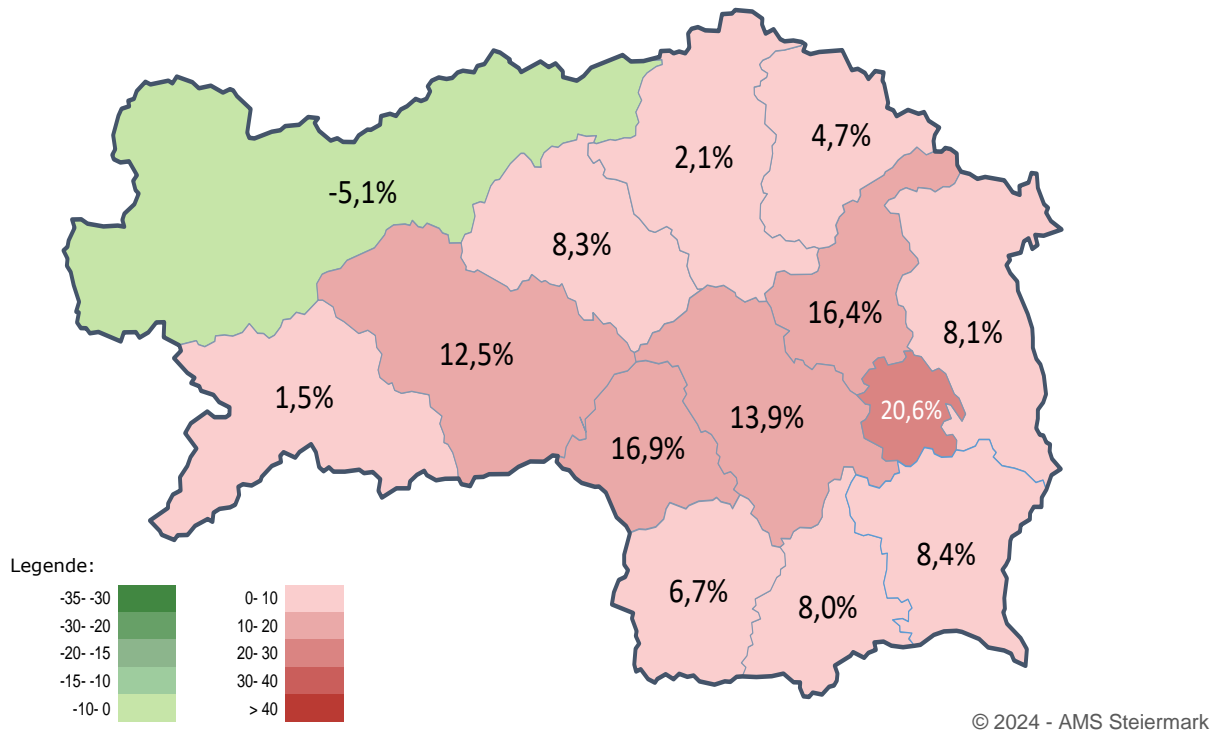 4,7%
2,1%
-5,1%
8,3%
16,4%
8,1%
12,5%
1,5%
20,6%
13,9%
16,9%
8,4%
6,7%
8,0%
Legende:
-35- -30 0- 10
-30- -20 10- 20
-20- -15 20- 30
-15- -10 30- 40
-10- 0 > 40
© 2024 - AMS Steiermark